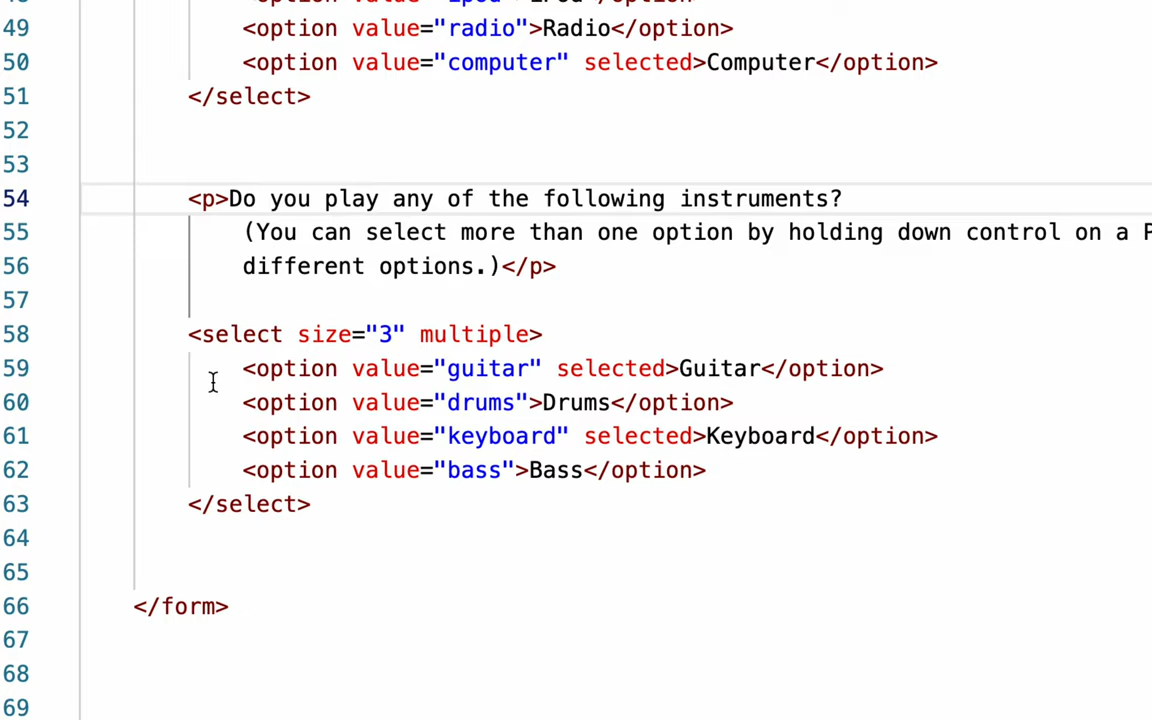 49 <option value="radio">Radio</option>
50 <option value="computer" selected>Computer</option>
51 </select>
52
53
54 <p>Do you play any of the following instruments?
55 (You can select more than one option by holding down control on a P
56 different options.)</p>
57
58 <select size="3" multiple>
59 <option value="guitar" selected>Guitar</option>
60 <option value="drums">Drums</option>
61 <option value="keyboard" selected>Keyboard</option>
62 <option value="bass">Bass</option>
63 </select>
64
65
66 </form>
67
68
69